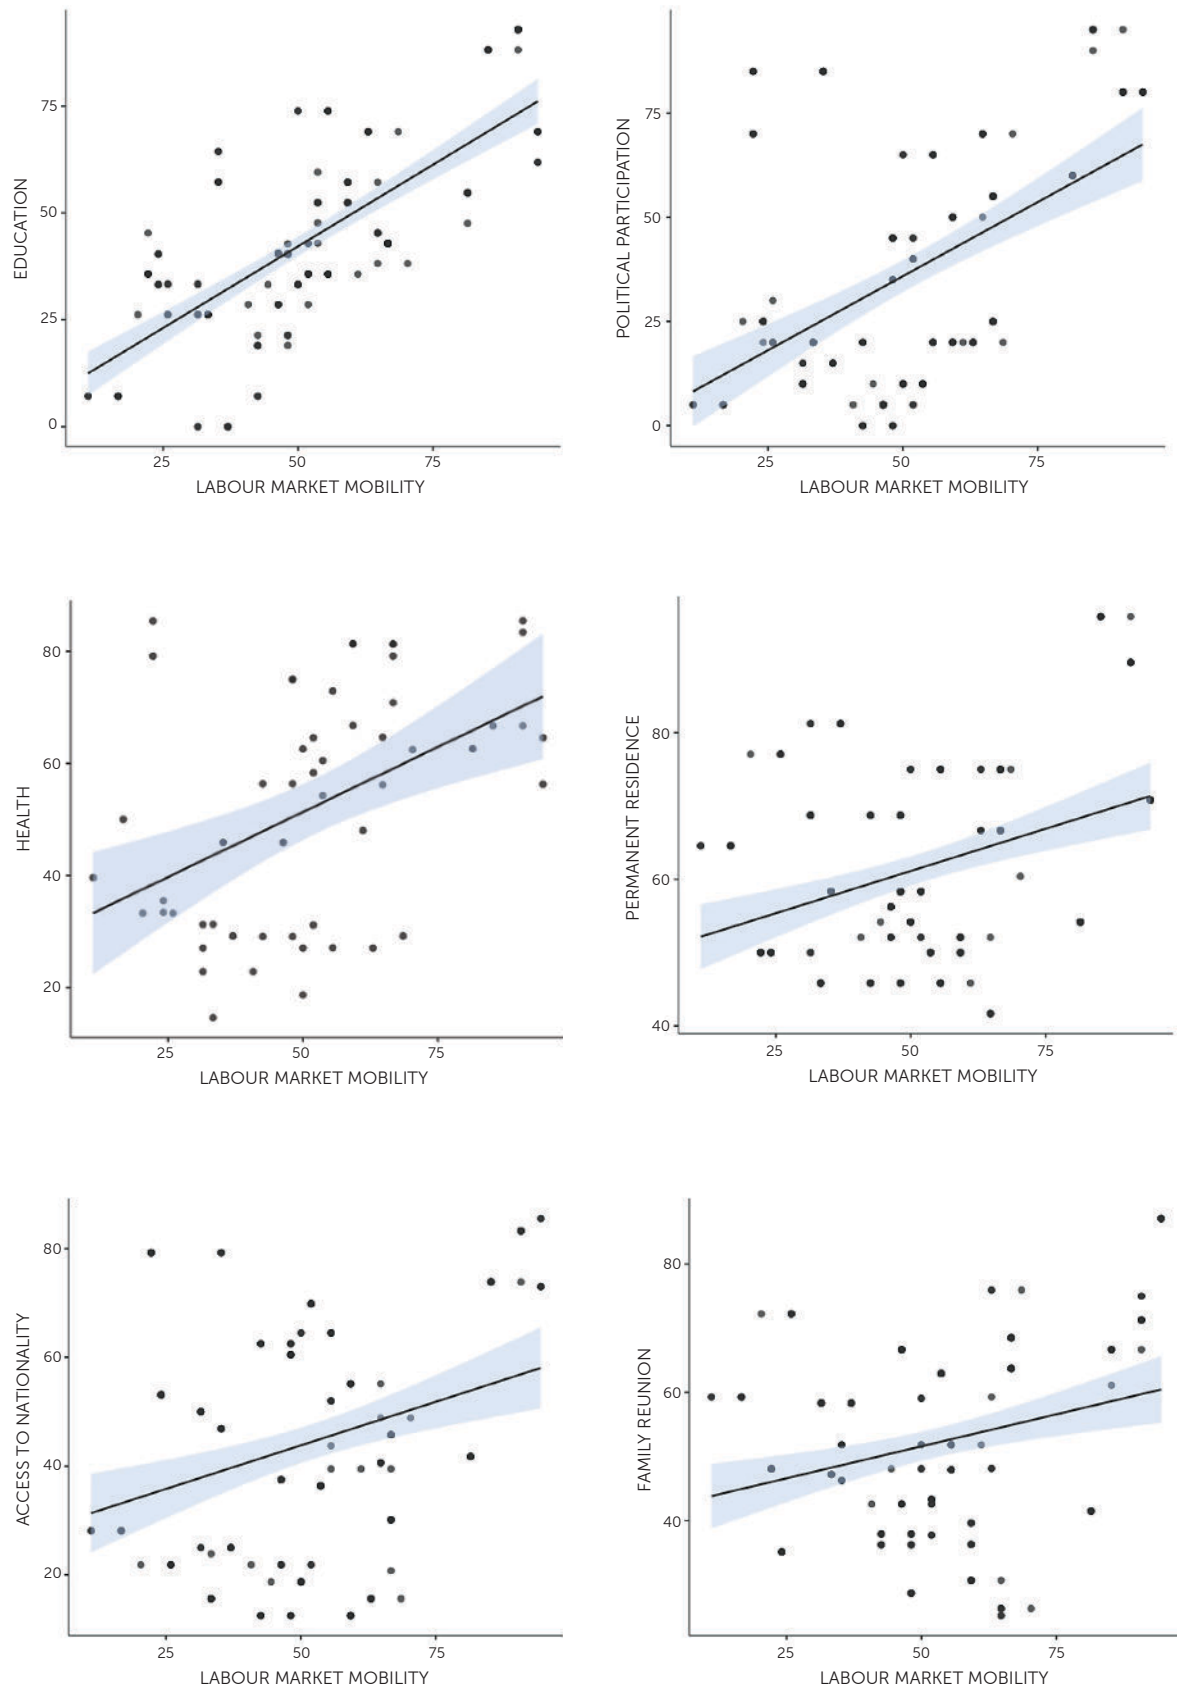 EDUCATION
75
50
25
0
25 50 75
LABOUR MARKET MOBILITY
POLITICAL PARTICIPATION
75
50
25
0
25 50 75
LABOUR MARKET MOBILITY
HEALTH
80
60
40
20
25 50 75
LABOUR MARKET MOBILITY
PERMANENT RESIDENCE
80
60
40
25 50 75
LABOUR MARKET MOBILITY
ACCESS TO NATIONALITY
80
60
40
20
25 50 75
LABOUR MARKET MOBILITY
FAMILY REUNION
80
60
40
25 50 75
LABOUR MARKET MOBILITY